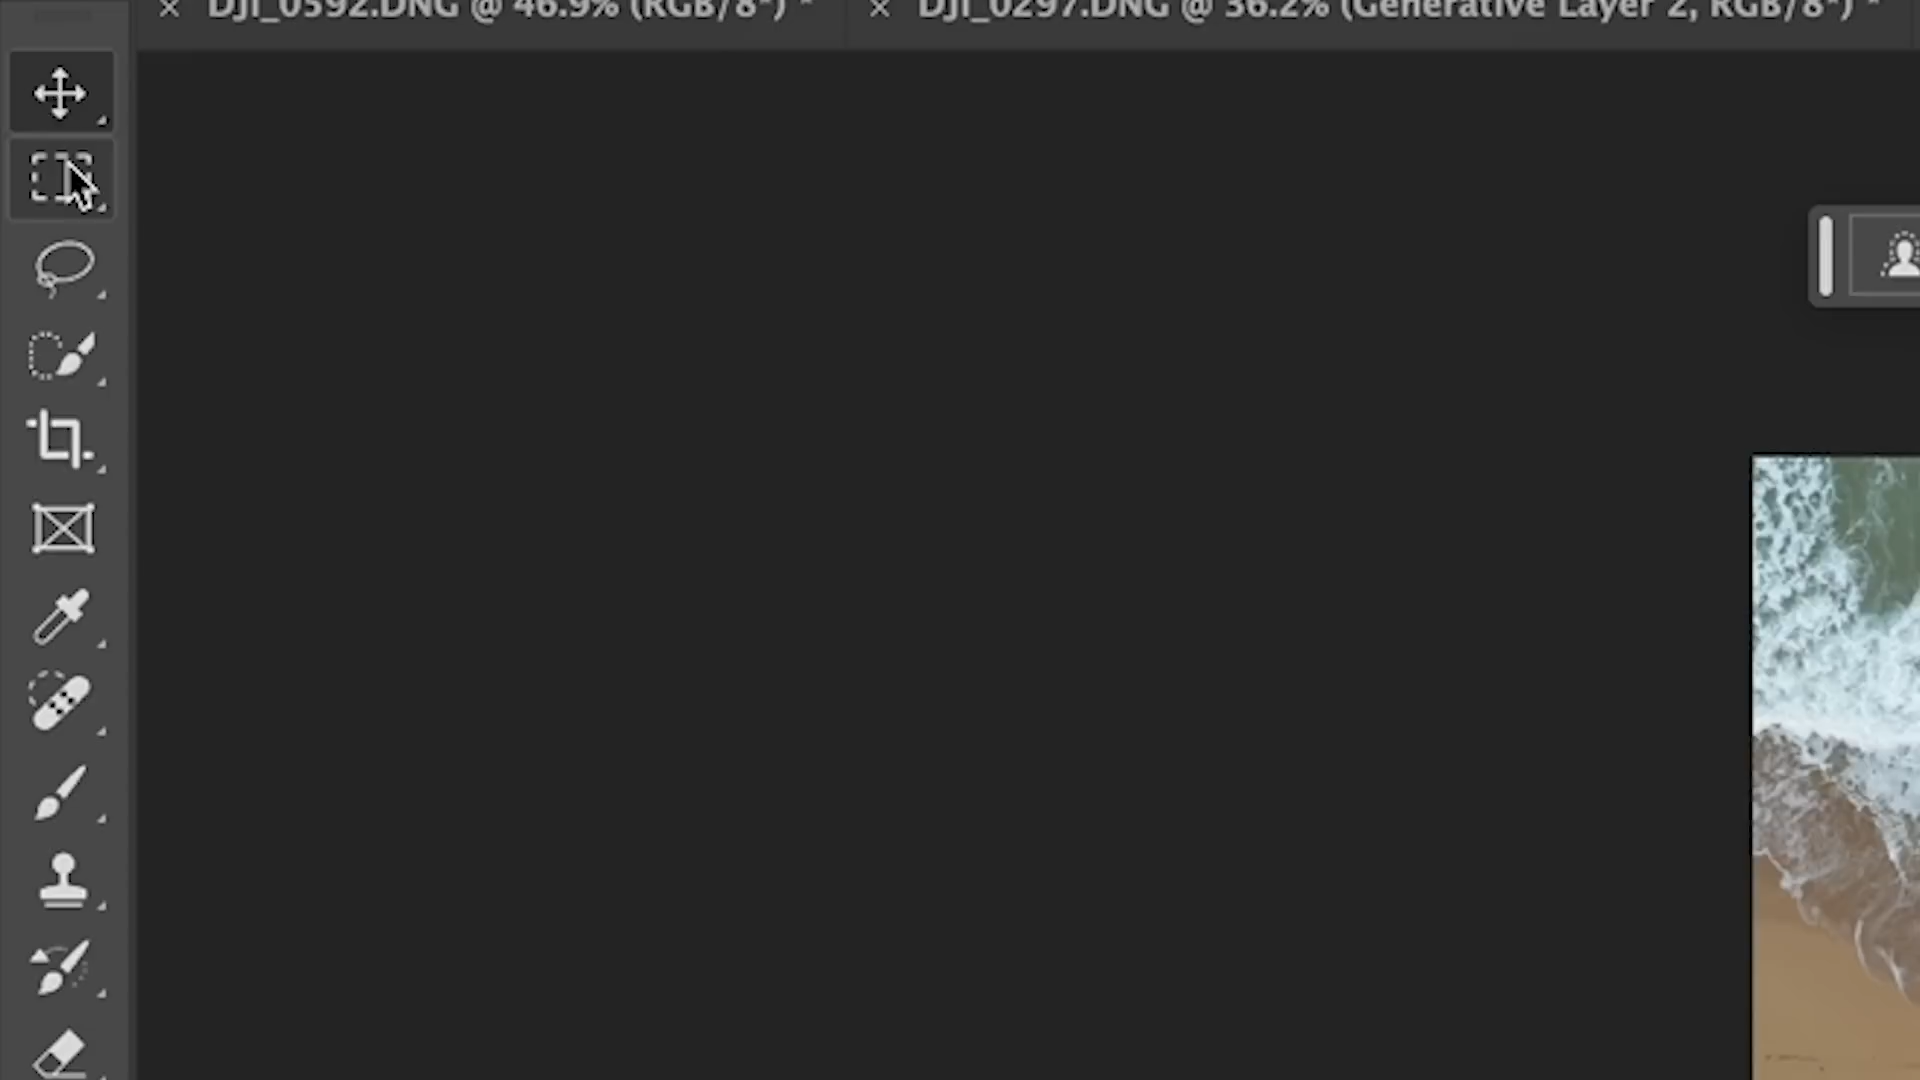 DJI_0592.DNG @ 46.9% (RGB/8*) *
DJI_0297.DNG @ 36.2% (Generative Layer 2, RGB/8*) *